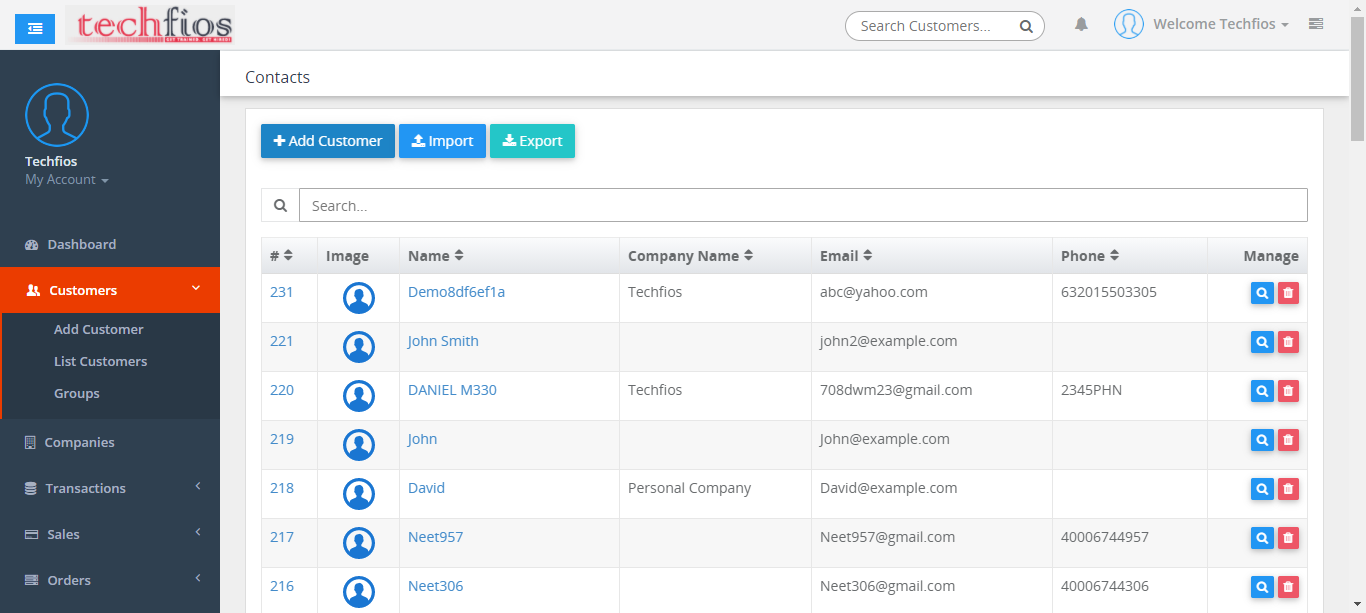 techfios
GET TRAINED. GET HIRED!
Search Customers...
Welcome Techfios
Techfios
My Account
Dashboard
Customers
Add Customer
List Customers
Groups
Companies
Transactions
Sales
Orders
Contacts
Add Customer Import Export
Search...
# Image Name Company Name Email Phone Manage
231 Demo8df6ef1a Techfios abc@yahoo.com 632015503305
221 John Smith john2@example.com
220 DANIEL M330 Techfios 708dwm23@gmail.com 2345PHN
219 John John@example.com
218 David Personal Company David@example.com
217 Neet957 Neet957@gmail.com 40006744957
216 Neet306 Neet306@gmail.com 40006744306